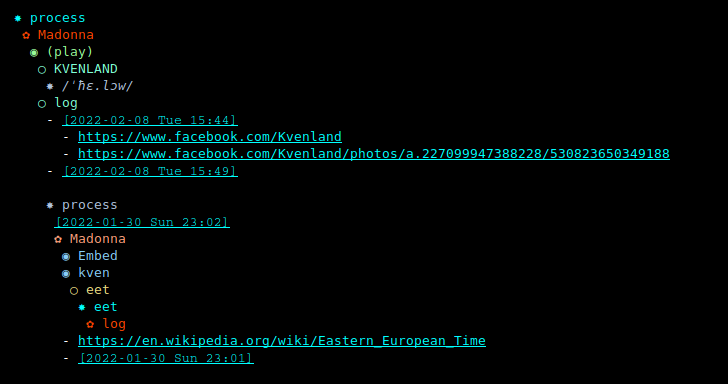 ✸ process
✿ Madonna
◉ (play)
○ KVENLAND
✸ /ˈħɛ.lɔw/
○ log
- [2022-02-08 Tue 15:44]
- https://www.facebook.com/Kvenland
- https://www.facebook.com/Kvenland/photos/a.227099947388228/530823650349188
- [2022-02-08 Tue 15:49]
✸ process
[2022-01-30 Sun 23:02]
✿ Madonna
◉ Embed
◉ kven
○ eet
✸ eet
✿ log
- https://en.wikipedia.org/wiki/Eastern_European_Time
- [2022-01-30 Sun 23:01]